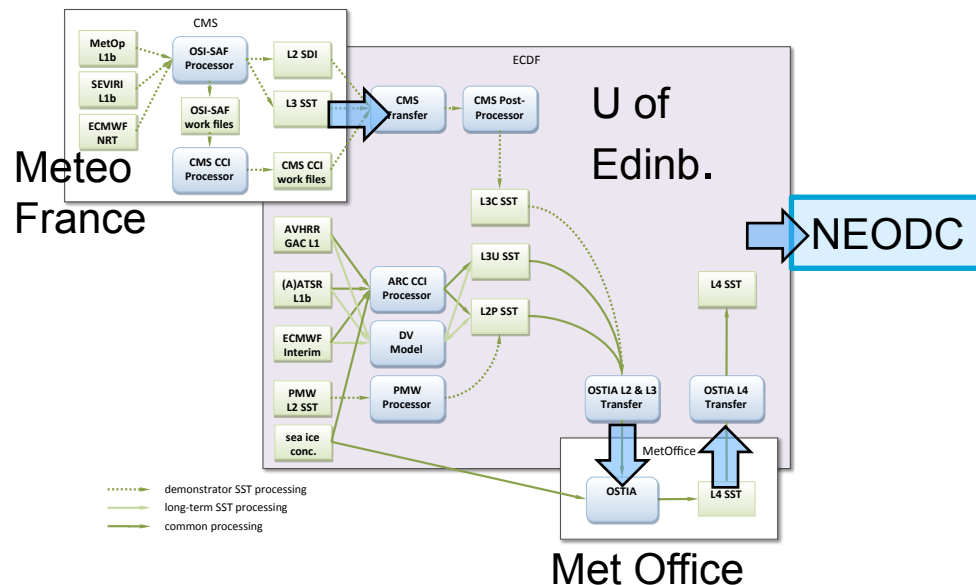 CMS
MetOp
L1b
SEVIRI
L1b
ECMWF
NRT
OSI-SAF
Processor
OSI-SAF
work files
CMS CCI
Processor
L2 SDI
L3 SST
CMS CCI
work files
Meteo
France
ECDF
CMS
Transfer
CMS Post-
Processor
U of
Edinb.
L3C SST
AVHRR
GAC L1
(A)ATSR
L1b
ECMWF
Interim
PMW
L2 SST
sea ice
conc.
ARC CCI
Processor
DV
Model
PMW
Processor
L3U SST
L2P SST
NEODC
L4 SST
OSTIA L2 & L3
Transfer
OSTIA L4
Transfer
MetOffice
OSTIA
L4 SST
Met Office
demonstrator SST processing
long-term SST processing
common processing